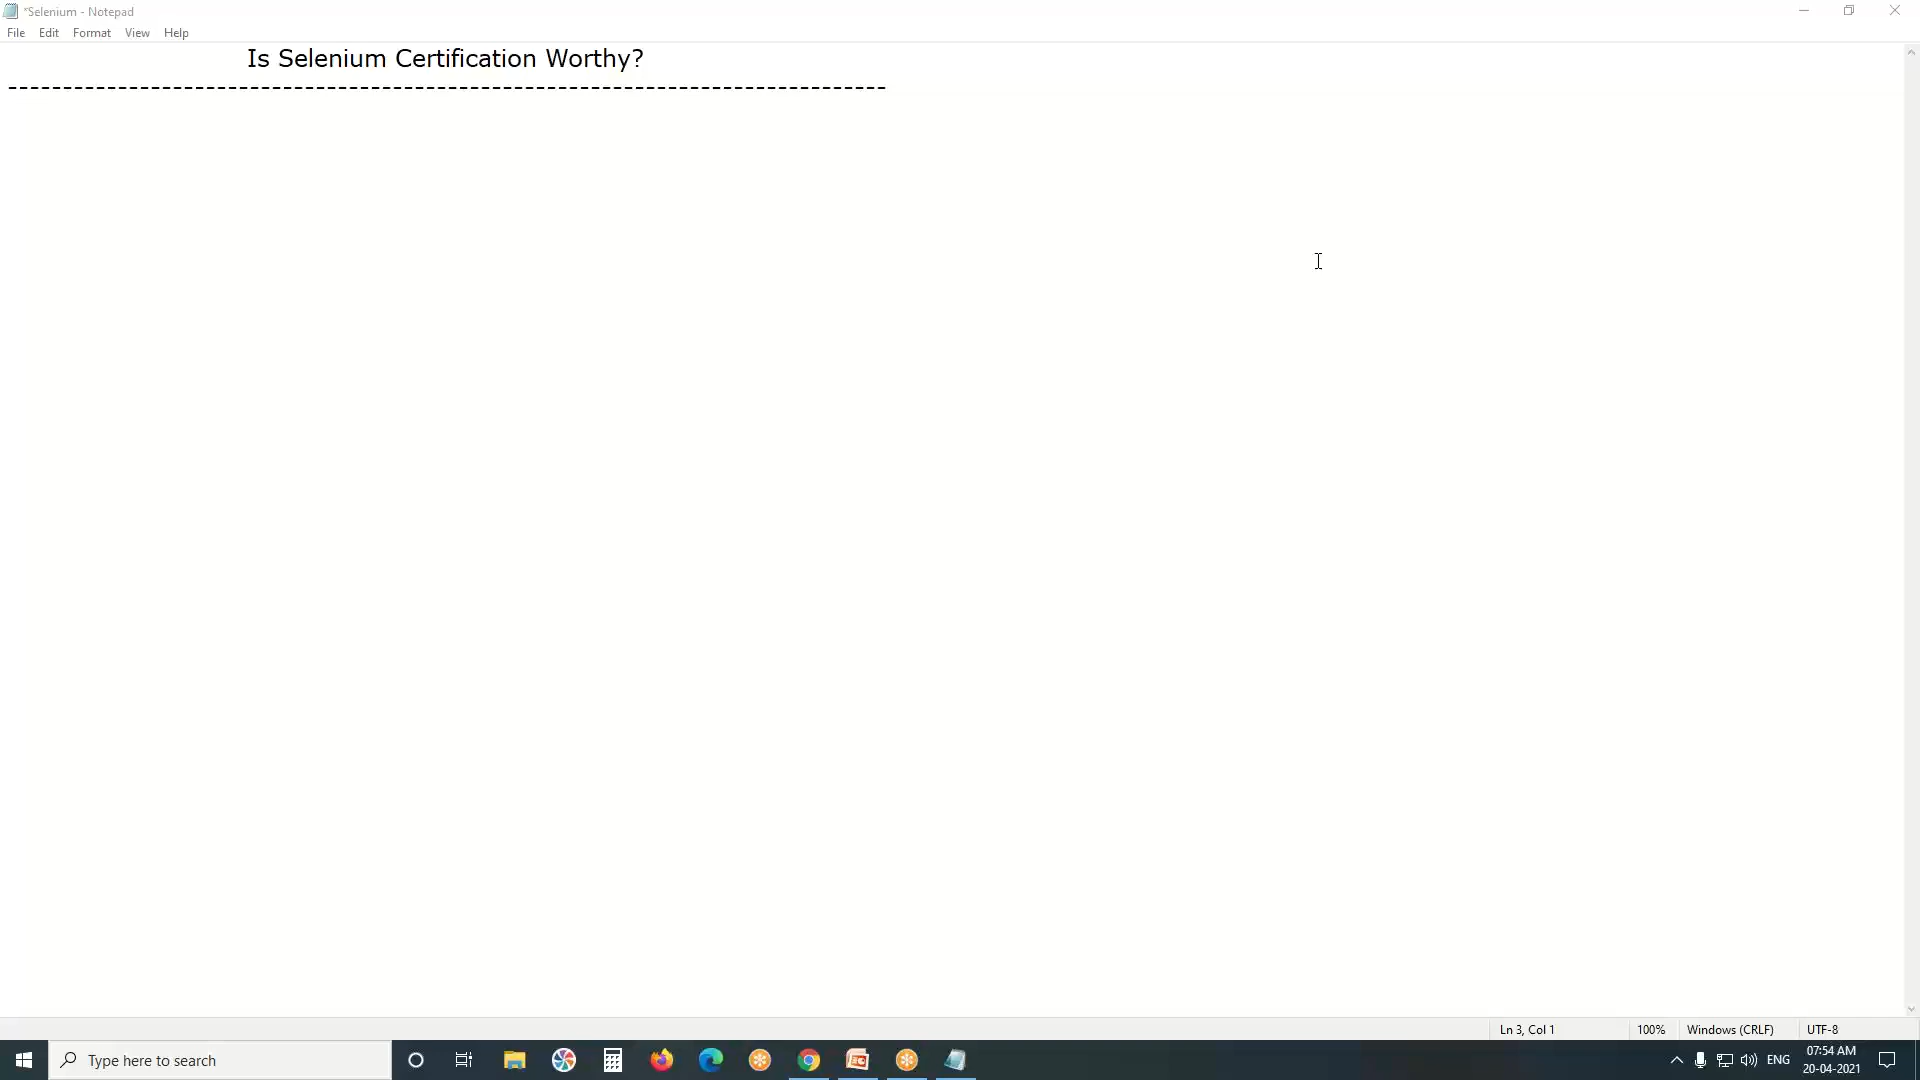 *Selenium - Notepad
File Edit Format View Help
Is Selenium Certification Worthy?
--------------------------------------------------------------------------------
Ln 3, Col 1 100% Windows (CRLF) UTF-8
Type here to search
ENG
07:54 AM
20-04-2021